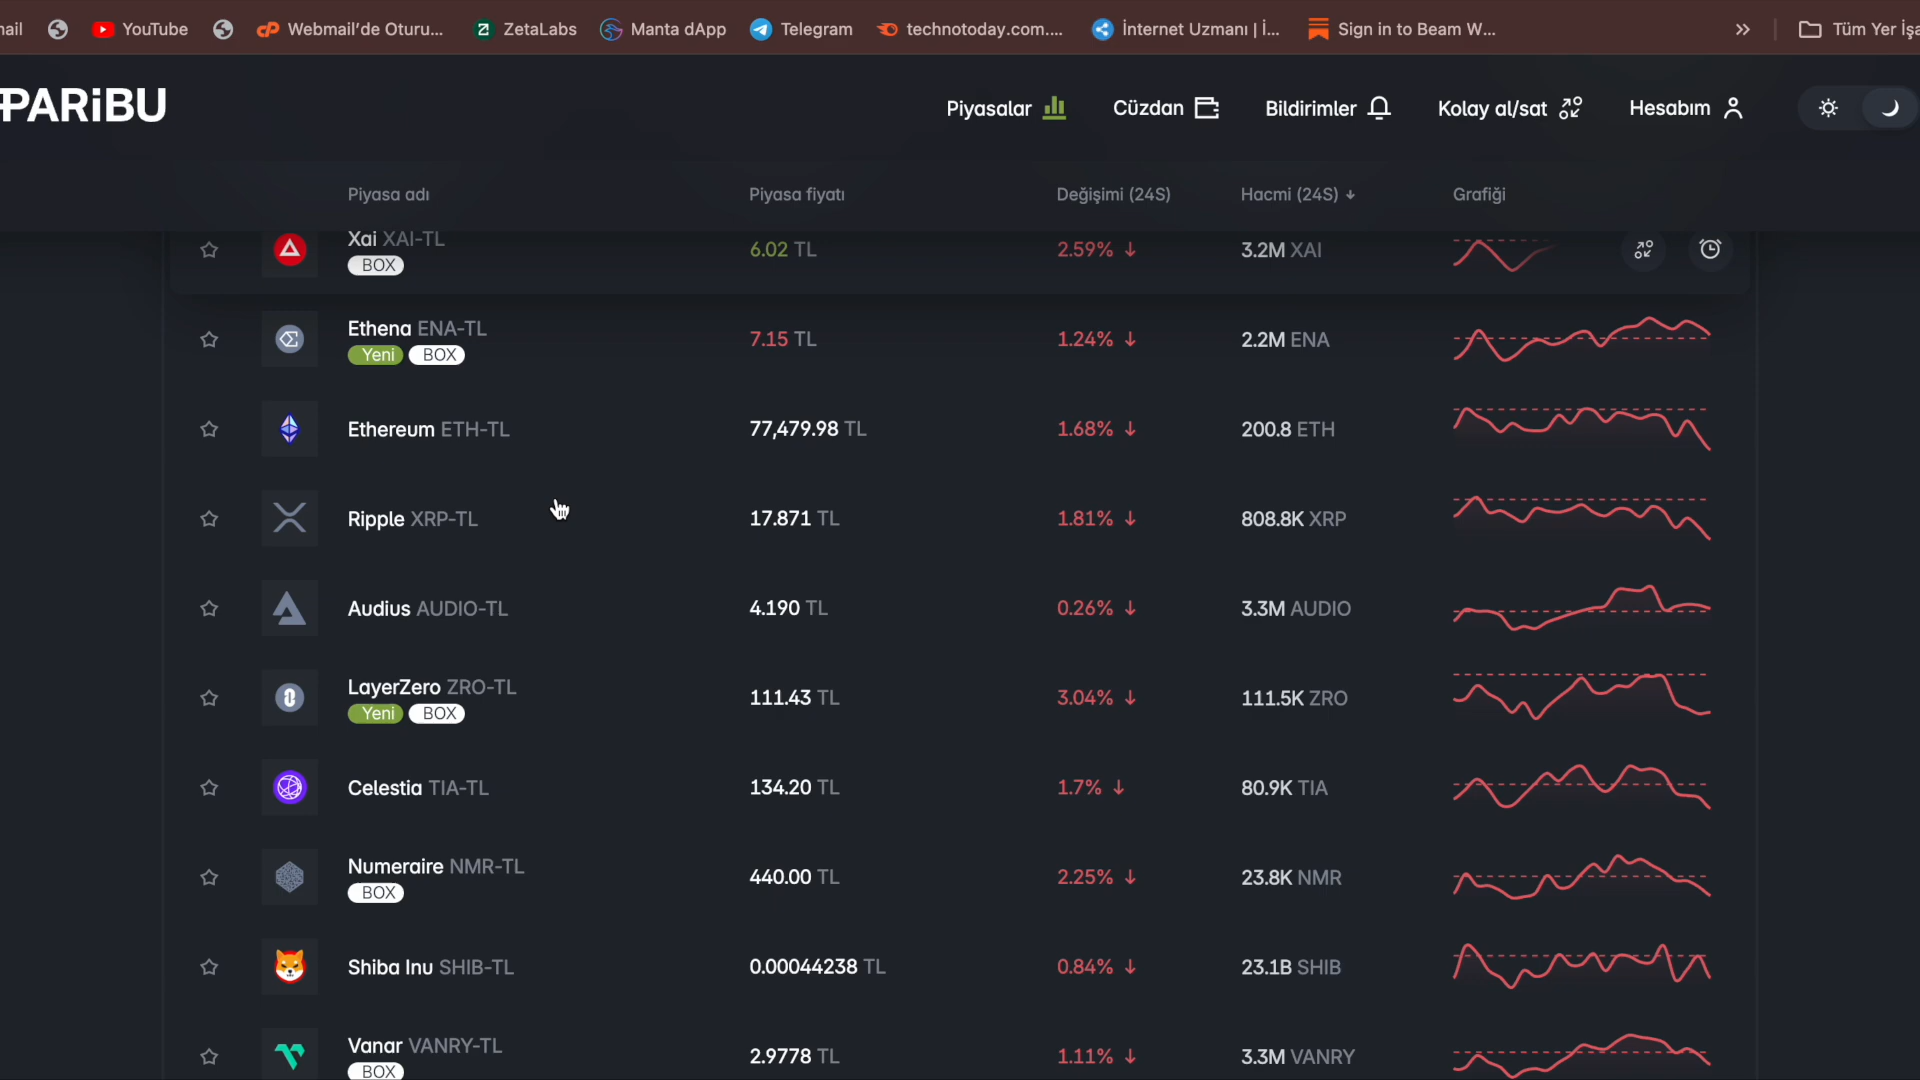 YouTube Webmail'de Oturu... ZetaLabs Manta dApp Telegram technotoday.com.... İnternet Uzmanı | İ... Sign in to Beam W... »
PARiBU
Piyasalar Cüzdan Bildirimler Kolay al/sat Hesabım
Piyasa adı Piyasa fiyatı Değişimi (24S) Hacmi (24S) ↓ Grafiği
Xai XAI-TL 6.02 TL 2.59% ↓ 3.2M XAI
BOX
Ethena ENA-TL 7.15 TL 1.24% ↓ 2.2M ENA
Yeni BOX
Ethereum ETH-TL 77,479.98 TL 1.68% ↓ 200.8 ETH
Ripple XRP-TL 17.871 TL 1.81% ↓ 808.8K XRP
Audius AUDIO-TL 4.190 TL 0.26% ↓ 3.3M AUDIO
LayerZero ZRO-TL 111.43 TL 3.04% ↓ 111.5K ZRO
Yeni BOX
Celestia TIA-TL 134.20 TL 1.7% ↓ 80.9K TIA
Numeraire NMR-TL 440.00 TL 2.25% ↓ 23.8K NMR
BOX
Shiba Inu SHIB-TL 0.00044238 TL 0.84% ↓ 23.1B SHIB
Vanar VANRY-TL 2.9778 TL 1.11% ↓ 3.3M VANRY
BOX